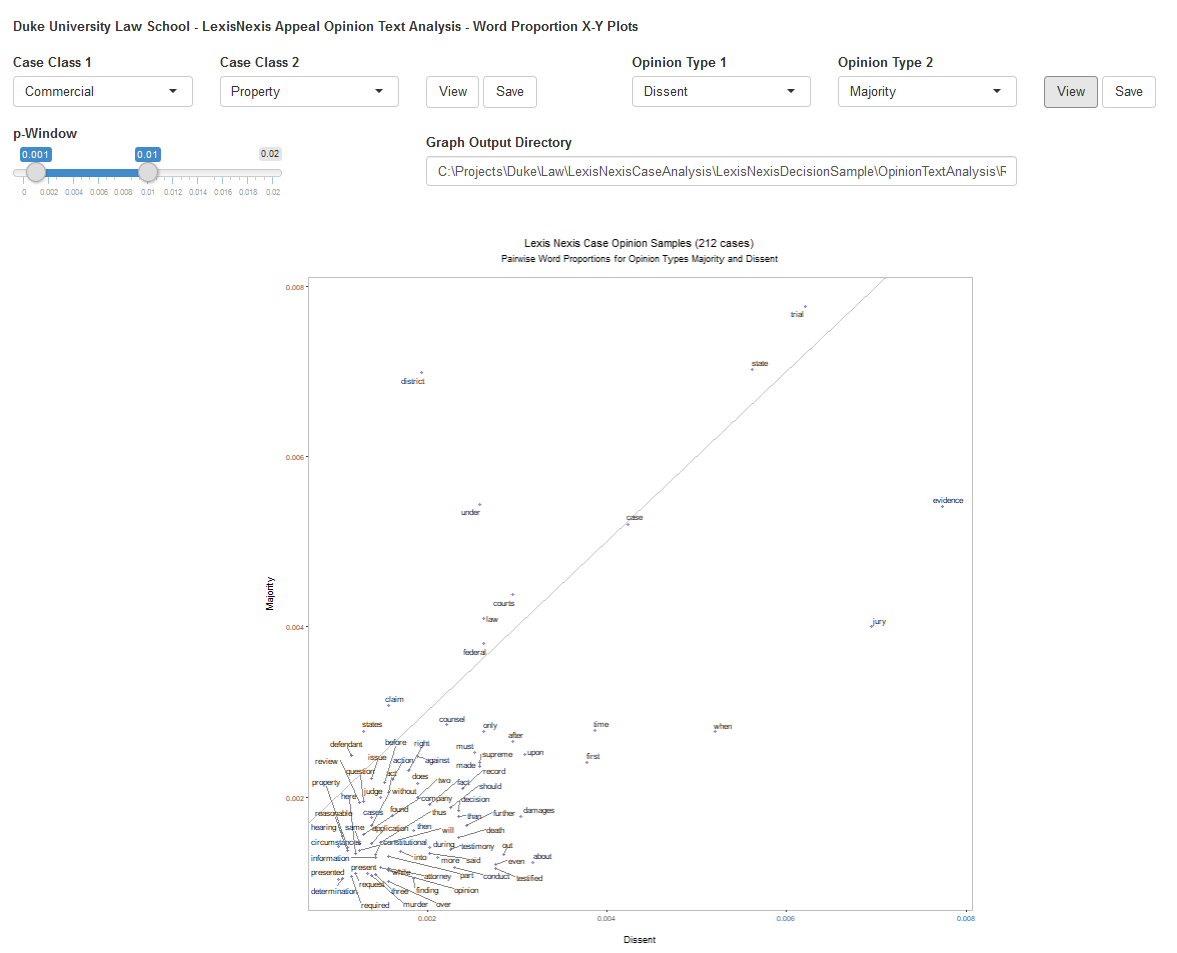 Duke University Law School - LexisNexis Appeal Opinion Text Analysis - Word Proportion X-Y Plots
Case Class 1 Case Class 2 Opinion Type 1 Opinion Type 2
Commercial Property View Save Dissent Majority View Save
p-Window
Graph Output Directory
0.001 0.01 0.02
C:\Projects\Duke\Law\LexisNexisCaseAnalysis\LexisNexisDecisionSample\OpinionTextAnalysis\R
0 0.002 0.004 0.006 0.008 0.01 0.012 0.014 0.016 0.018 0.02
Lexis Nexis Case Opinion Samples (212 cases)
Pairwise Word Proportions for Opinion Types Majority and Dissent
0.008
trial
state
district
0.006
evidence
under
case
Majority
courts
law
0.004
jury
federal
claim
states counsel only time when
after
defendant before right must supreme upon
review issue action against made first
question act does record
property judge without two fact should
here company decision
0.002
reasonable cases found thus than further damages
hearing same application then will death
circumstances constitutional during testimony out
information into more said even about
presented present while attorney part conduct testified
request
determination three finding opinion
required murder over
0.002 0.004 0.006 0.008
Dissent